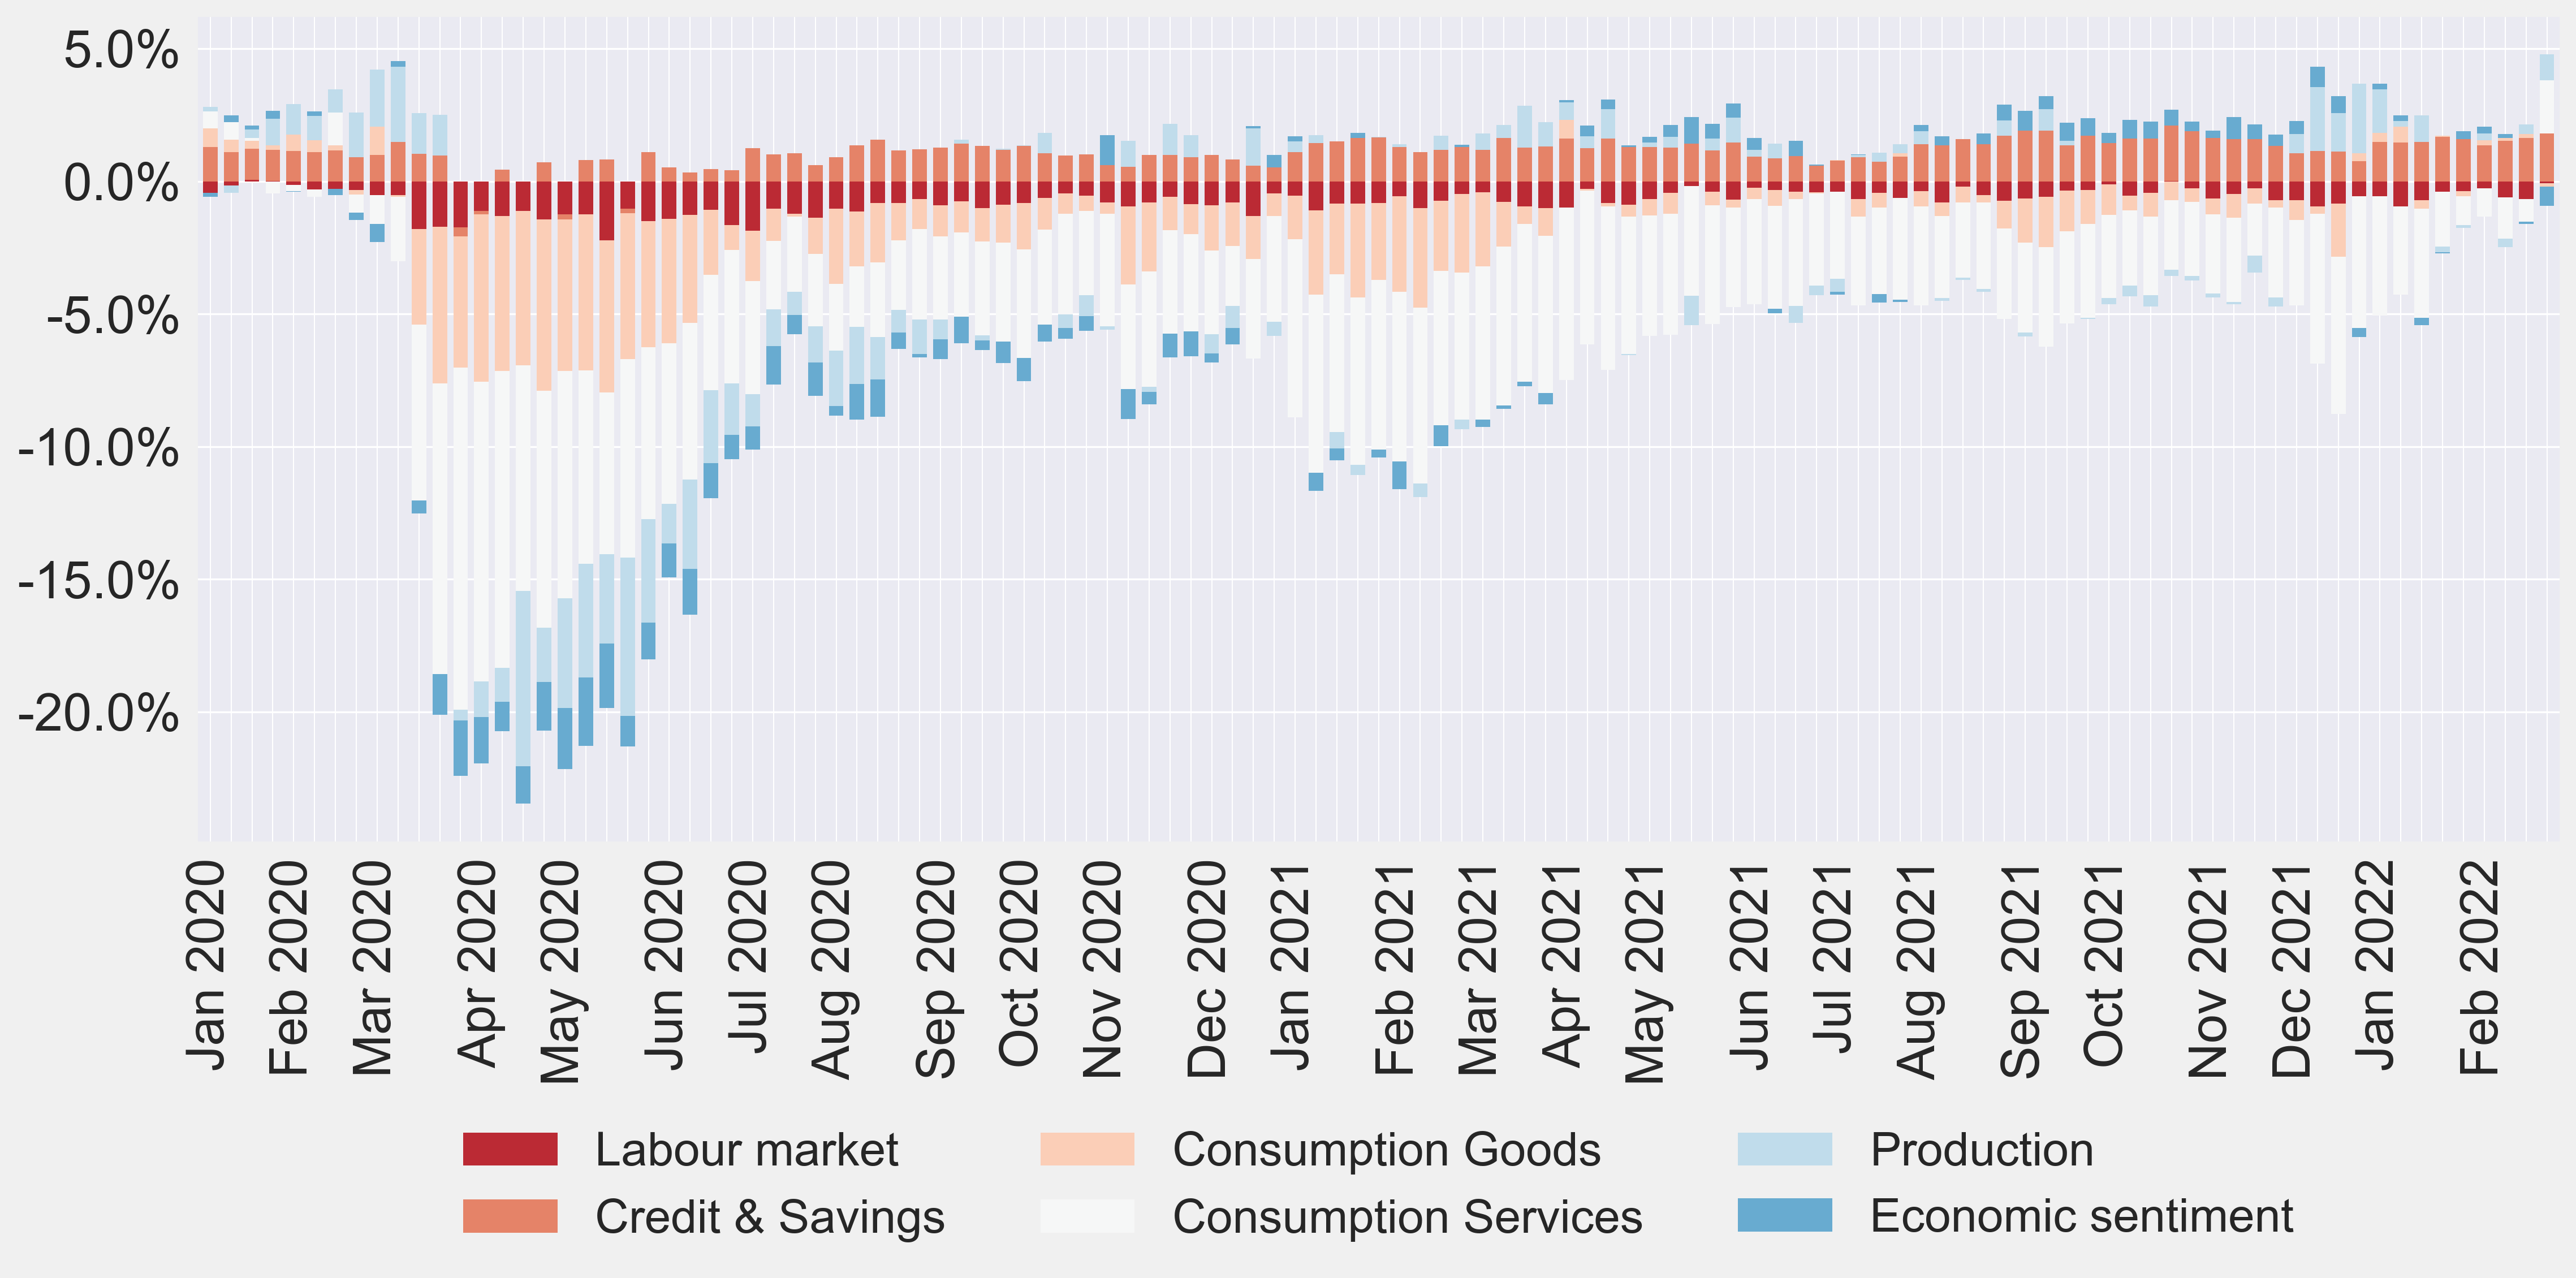 5.0%
0.0%
-5.0%
-10.0%
-15.0%
-20.0%
Jan 2020
Feb 2020
Mar 2020
Apr 2020
May 2020
Jun 2020
Jul 2020
Aug 2020
Sep 2020
Oct 2020
Nov 2020
Dec 2020
Jan 2021
Feb 2021
Mar 2021
Apr 2021
May 2021
Jun 2021
Jul 2021
Aug 2021
Sep 2021
Oct 2021
Nov 2021
Dec 2021
Jan 2022
Feb 2022
Labour market
Credit & Savings
Consumption Goods
Consumption Services
Production
Economic sentiment